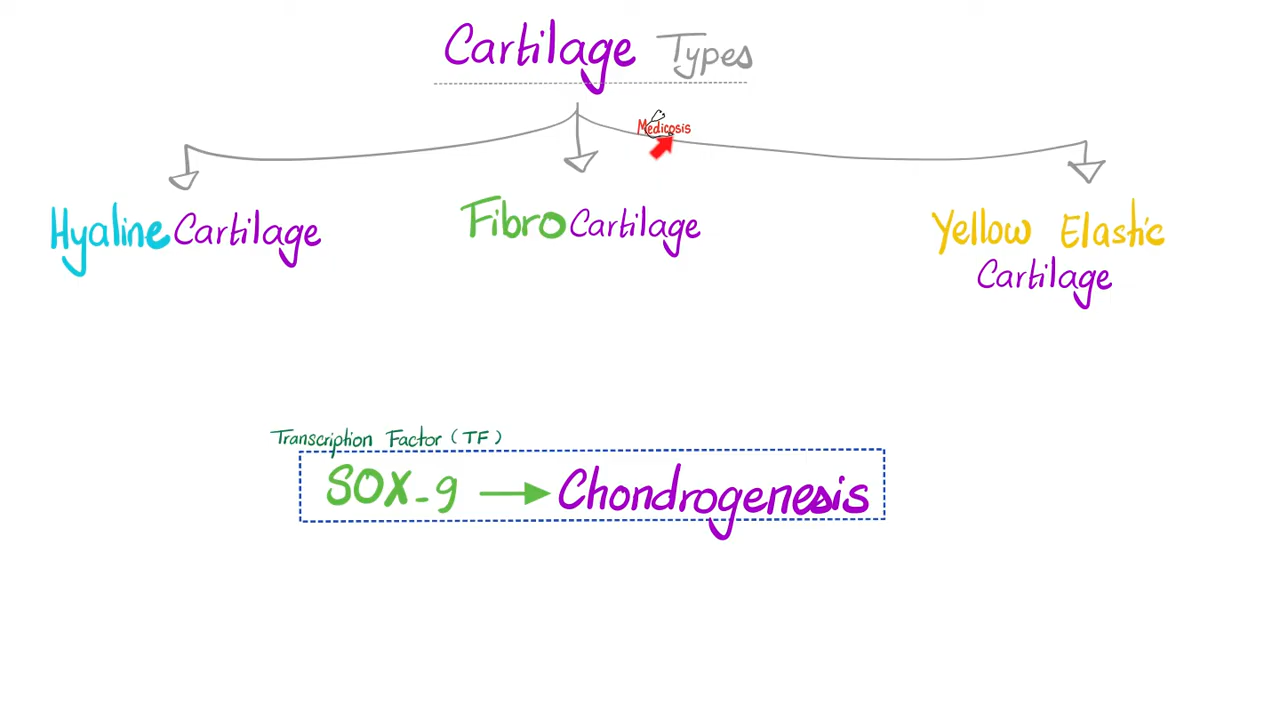 Cartilage Types
Medicosis
Hyaline Cartilage
Fibro Cartilage
Yellow Elastic
Cartilage
Transcription Factor (TF)
SOX-9 → Chondrogenesis